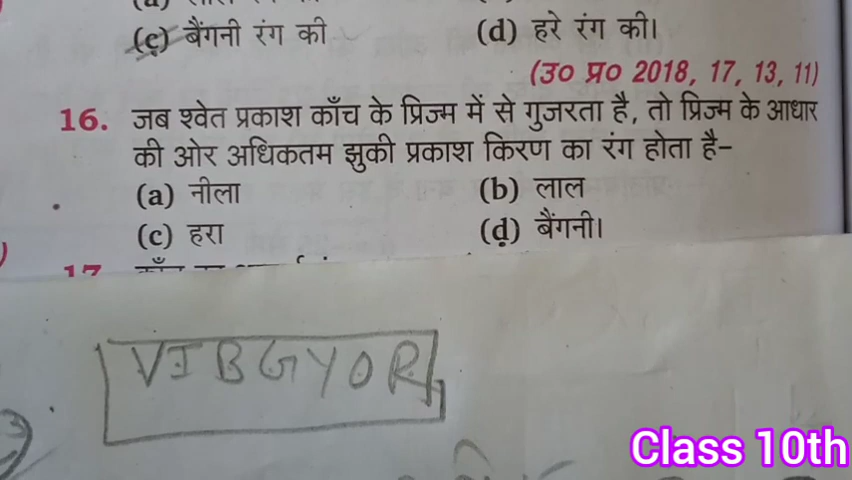 (c) बैंगनी रंग की (d) हरे रंग की।
(उ० प्र० 2018, 17, 13, 11)
16. जब श्वेत प्रकाश काँच के प्रिज्म में से गुजरता है, तो प्रिज्म के आधार
की ओर अधिकतम झुकी प्रकाश किरण का रंग होता है–
(a) नीला (b) लाल
(c) हरा (d) बैंगनी।
17
VIBGYOR
Class 10th